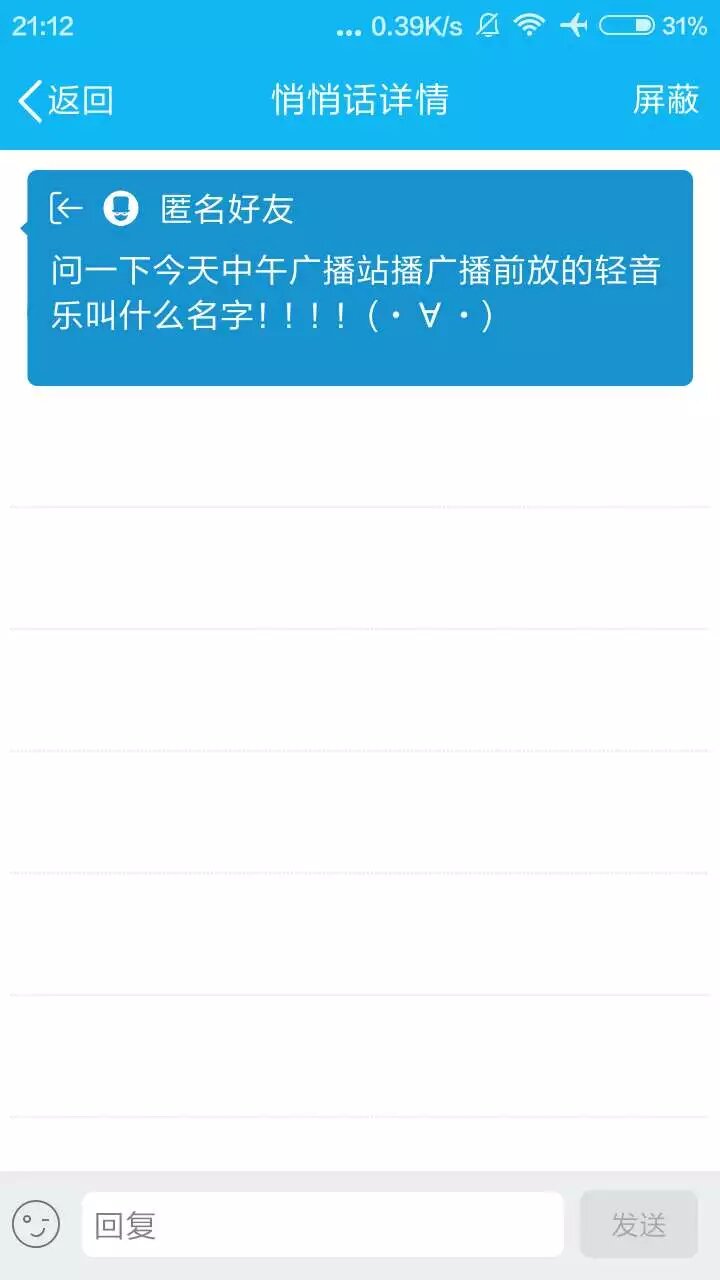 21:12 ... 0.39K/s 31%
返回 悄悄话详情 屏蔽
匿名好友
问一下今天中午广播站播广播前放的轻音
乐叫什么名字!!!!(・∀・)
回复 发送